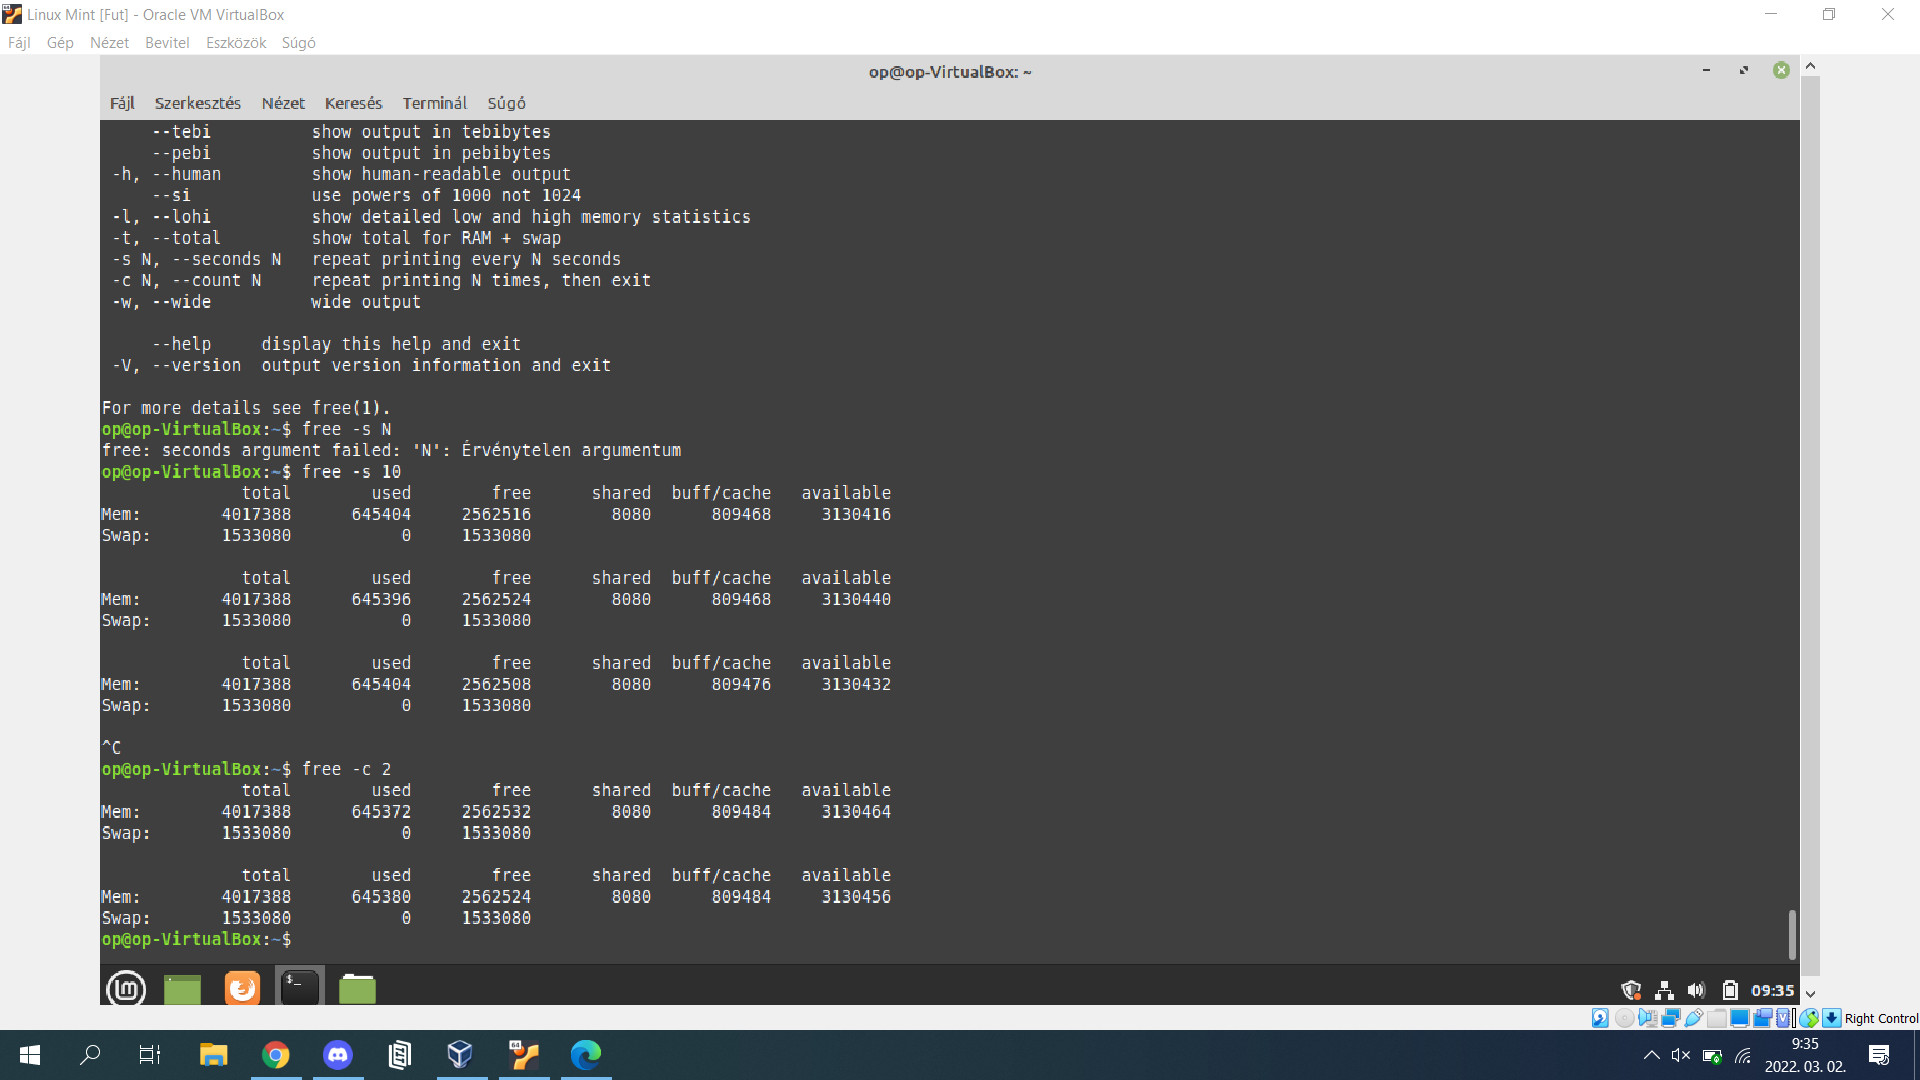 Linux Mint [Fut] - Oracle VM VirtualBox
Fájl Gép Nézet Bevitel Eszközök Súgó
op@op-VirtualBox: ~
Fájl Szerkesztés Nézet Keresés Terminál Súgó
     --tebi          show output in tebibytes
     --pebi          show output in pebibytes
 -h, --human         show human-readable output
     --si            use powers of 1000 not 1024
 -l, --lohi          show detailed low and high memory statistics
 -t, --total         show total for RAM + swap
 -s N, --seconds N   repeat printing every N seconds
 -c N, --count N     repeat printing N times, then exit
 -w, --wide          wide output
     --help     display this help and exit
 -V, --version  output version information and exit
For more details see free(1).
op@op-VirtualBox:~$ free -s N
free: seconds argument failed: 'N': Érvénytelen argumentum
op@op-VirtualBox:~$ free -s 10
              total        used        free      shared  buff/cache   available
Mem:        4017388      645404     2562516        8080      809468     3130416
Swap:       1533080           0     1533080
              total        used        free      shared  buff/cache   available
Mem:        4017388      645396     2562524        8080      809468     3130440
Swap:       1533080           0     1533080
              total        used        free      shared  buff/cache   available
Mem:        4017388      645404     2562508        8080      809476     3130432
Swap:       1533080           0     1533080
^C
op@op-VirtualBox:~$ free -c 2
              total        used        free      shared  buff/cache   available
Mem:        4017388      645372     2562532        8080      809484     3130464
Swap:       1533080           0     1533080
              total        used        free      shared  buff/cache   available
Mem:        4017388      645380     2562524        8080      809484     3130456
Swap:       1533080           0     1533080
op@op-VirtualBox:~$
09:35
Right Control
9:35
2022. 03. 02.